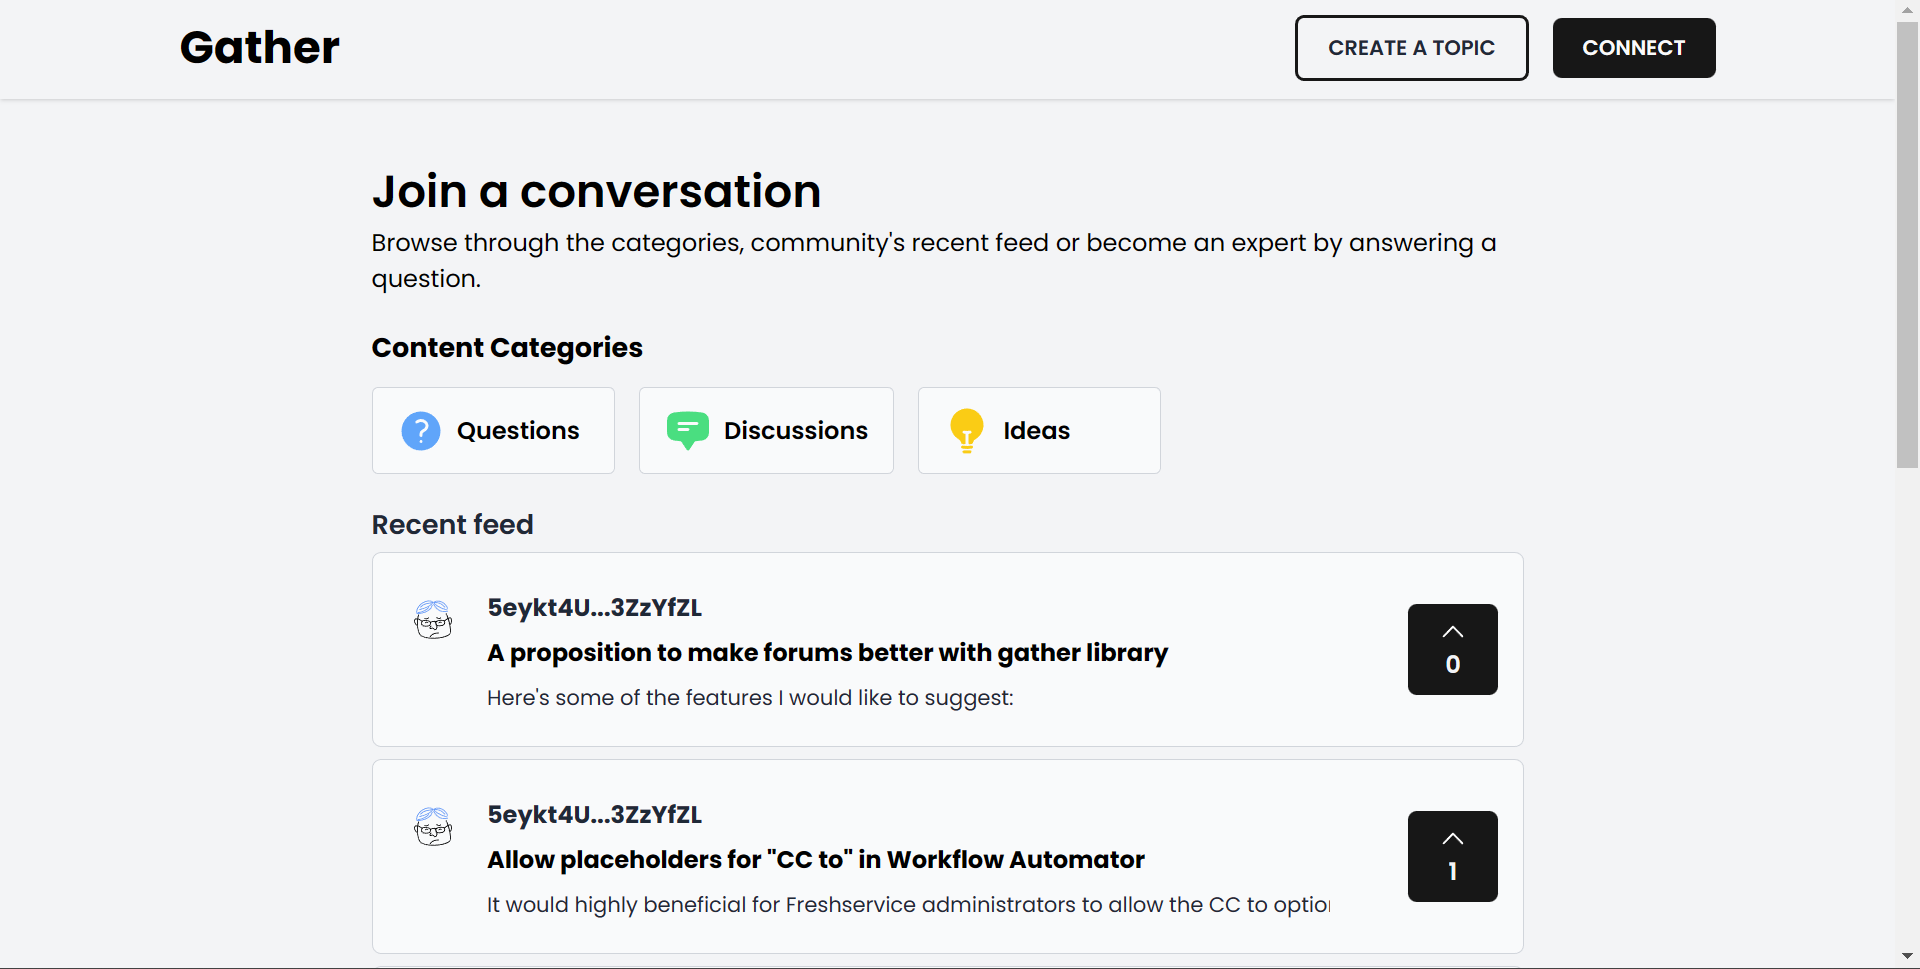 Gather
CREATE A TOPIC
CONNECT
Join a conversation
Browse through the categories, community's recent feed or become an expert by answering a
question.
Content Categories
Questions
Discussions
Ideas
Recent feed
5eykt4U...3ZzYfZL
A proposition to make forums better with gather library
Here's some of the features I would like to suggest:
0
5eykt4U...3ZzYfZL
Allow placeholders for "CC to" in Workflow Automator
It would highly beneficial for Freshservice administrators to allow the CC to
1